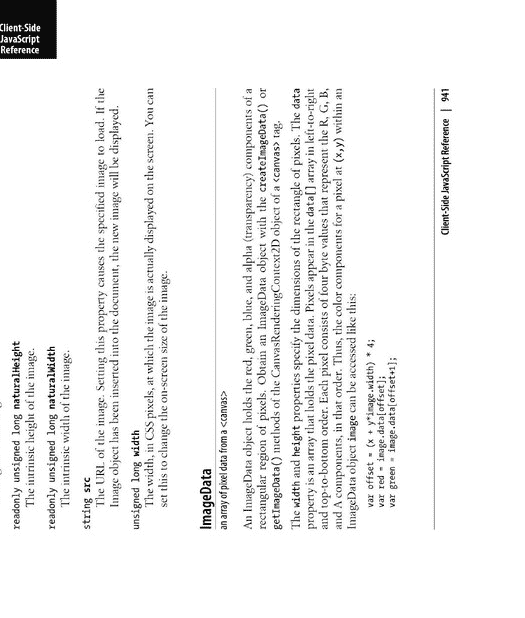 Client-Side
JavaScript
Reference
readonly unsigned long naturalHeight
The intrinsic height of the image.
readonly unsigned long naturalWidth
The intrinsic width of the image.
string src
The URL of the image. Setting this property causes the specified image to load. If the
Image object has been inserted into the document, the new image will be displayed.
unsigned long width
The width, in CSS pixels, at which the image is actually displayed on the screen. You can
set this to change the on-screen size of the image.
ImageData
an array of pixel data from a <canvas>
An ImageData object holds the red, green, blue, and alpha (transparency) components of a
rectangular region of pixels. Obtain an ImageData object with the createImageData() or
getImageData() methods of the CanvasRenderingContext2D object of a <canvas> tag.
The width and height properties specify the dimensions of the rectangle of pixels. The data
property is an array that holds the pixel data. Pixels appear in the data[] array in left-to-right
and top-to-bottom order. Each pixel consists of four byte values that represent the R, G, B,
and A components, in that order. Thus, the color components for a pixel at (x,y) within an
ImageData object image can be accessed like this:
var offset = (x + y*image.width) * 4;
var red = image.data[offset];
var green = image.data[offset+1];
Client-Side JavaScript Reference | 941